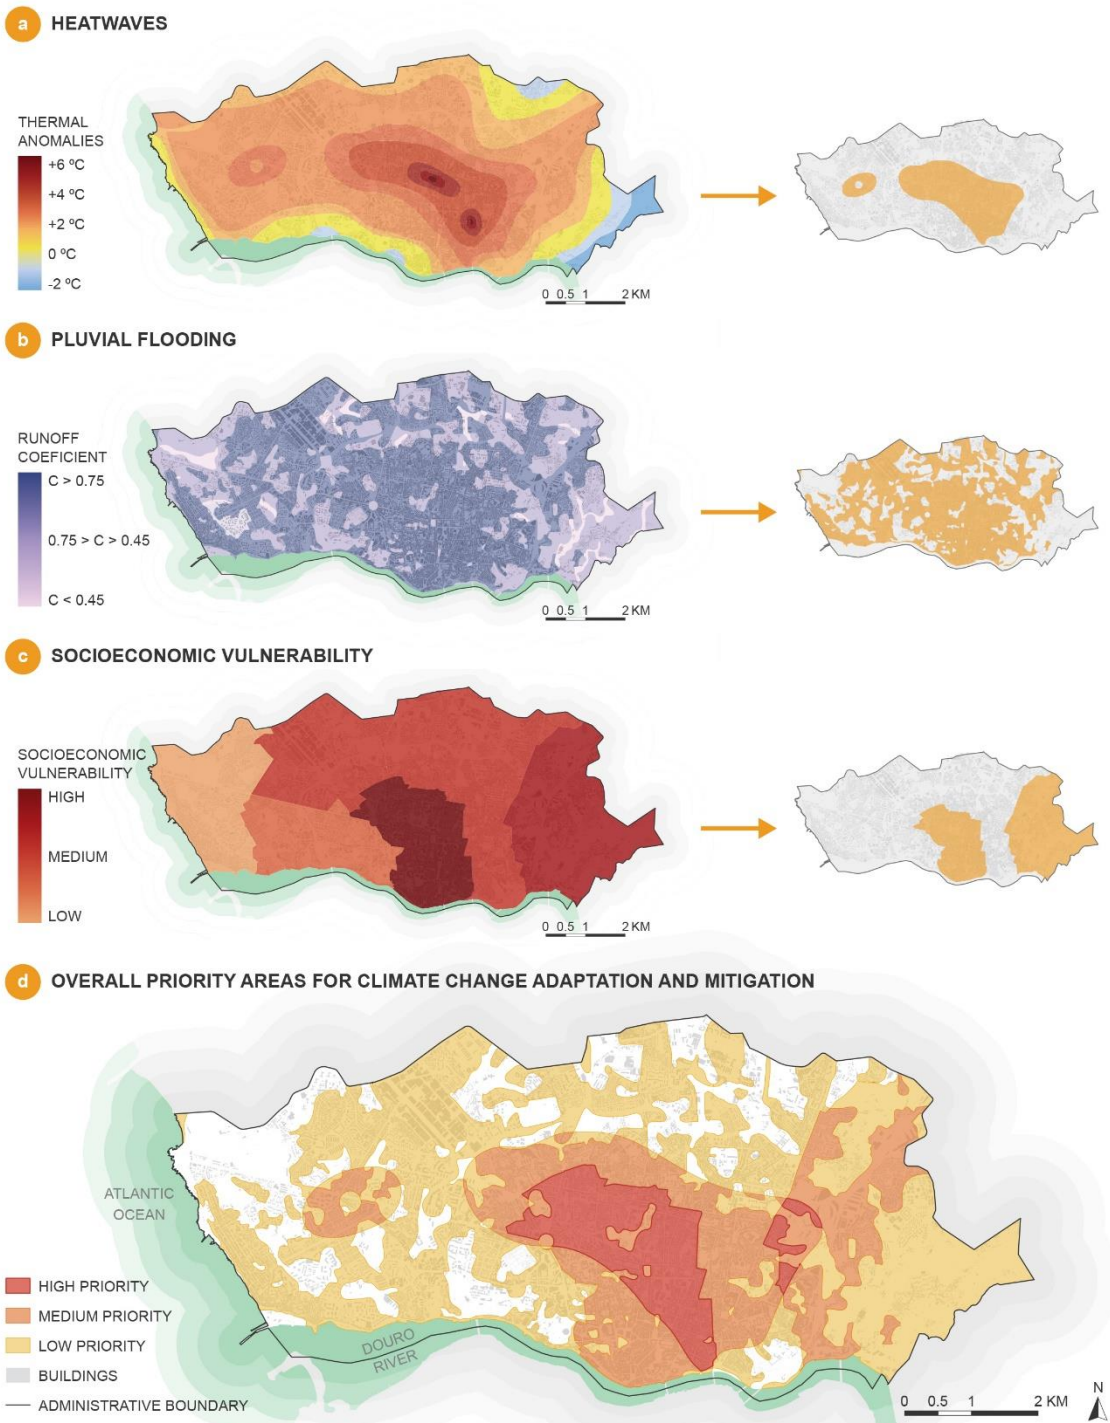 a HEATWAVES
THERMAL
ANOMALIES
+6 ºC
+4 ºC
+2 ºC
0 ºC
-2 ºC
0 0.5 1 2 KM
b PLUVIAL FLOODING
RUNOFF
COEFICIENT
C > 0.75
0.75 > C > 0.45
C < 0.45
0 0.5 1 2 KM
c SOCIOECONOMIC VULNERABILITY
SOCIOECONOMIC
VULNERABILITY
HIGH
MEDIUM
LOW
0 0.5 1 2 KM
d OVERALL PRIORITY AREAS FOR CLIMATE CHANGE ADAPTATION AND MITIGATION
ATLANTIC
OCEAN
DOURO
RIVER
HIGH PRIORITY
MEDIUM PRIORITY
LOW PRIORITY
BUILDINGS
ADMINISTRATIVE BOUNDARY
0 0.5 1 2 KM
N